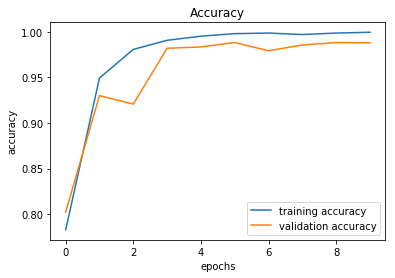 Accuracy
1.00
0.95
0.90
0.85
0.80
accuracy
training accuracy
validation accuracy
0 2 4 6 8
epochs